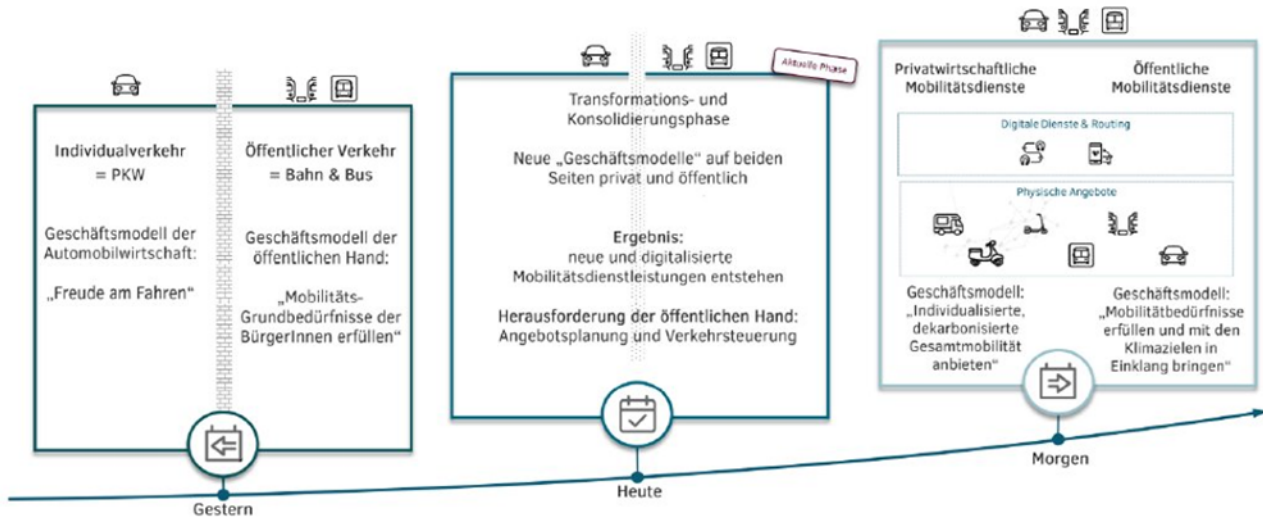 Individualverkehr
= PKW
Geschäftsmodell der
Automobilwirtschaft:
„Freude am Fahren“
Öffentlicher Verkehr
= Bahn & Bus
Geschäftsmodell der
öffentlichen Hand:
„Mobilitäts-
Grundbedürfnisse der
BürgerInnen erfüllen“
Gestern
Aktuelle Phase
Transformations- und
Konsolidierungsphase
Neue „Geschäftsmodelle“ auf beiden
Seiten privat und öffentlich
Ergebnis:
neue und digitalisierte
Mobilitätsdienstleistungen entstehen
Herausforderung der öffentlichen Hand:
Angebotsplanung und Verkehrsteuerung
Heute
Privatwirtschaftliche
Mobilitätsdienste
Öffentliche
Mobilitätsdienste
Digitale Dienste & Routing
Physische Angebote
Geschäftsmodell:
„Individualisierte,
dekarbonisierte
Gesamtmobilität
anbieten“
Geschäftsmodell:
„Mobilitätbedürfnisse
erfüllen und mit den
Klimazielen in
Einklang bringen“
Morgen